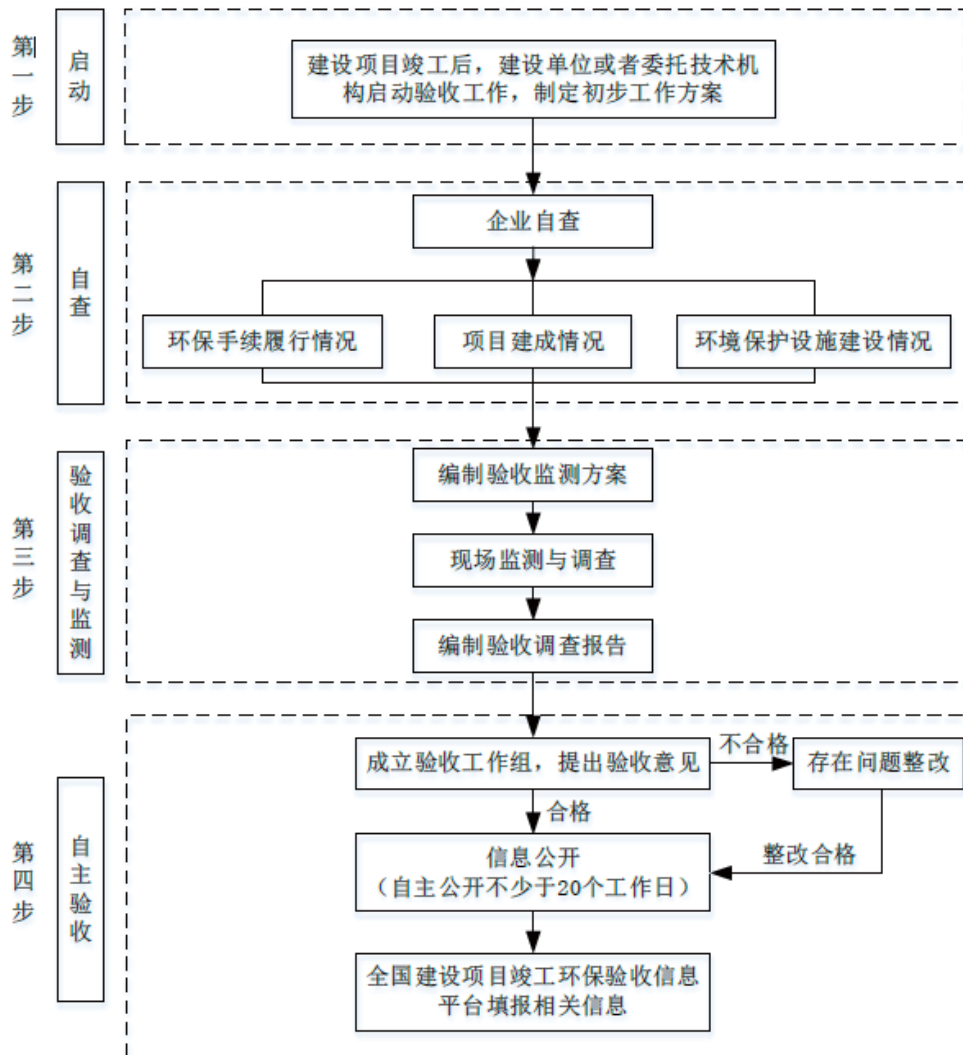 第一步
启动
建设项目竣工后，建设单位或者委托技术机
构启动验收工作，制定初步工作方案
第二步
自查
企业自查
环保手续履行情况
项目建成情况
环境保护设施建设情况
第三步
验收调查与监测
编制验收监测方案
现场监测与调查
编制验收调查报告
第四步
自主验收
成立验收工作组，提出验收意见
不合格
存在问题整改
合格
整改合格
信息公开
（自主公开不少于20个工作日）
全国建设项目竣工环保验收信息
平台填报相关信息